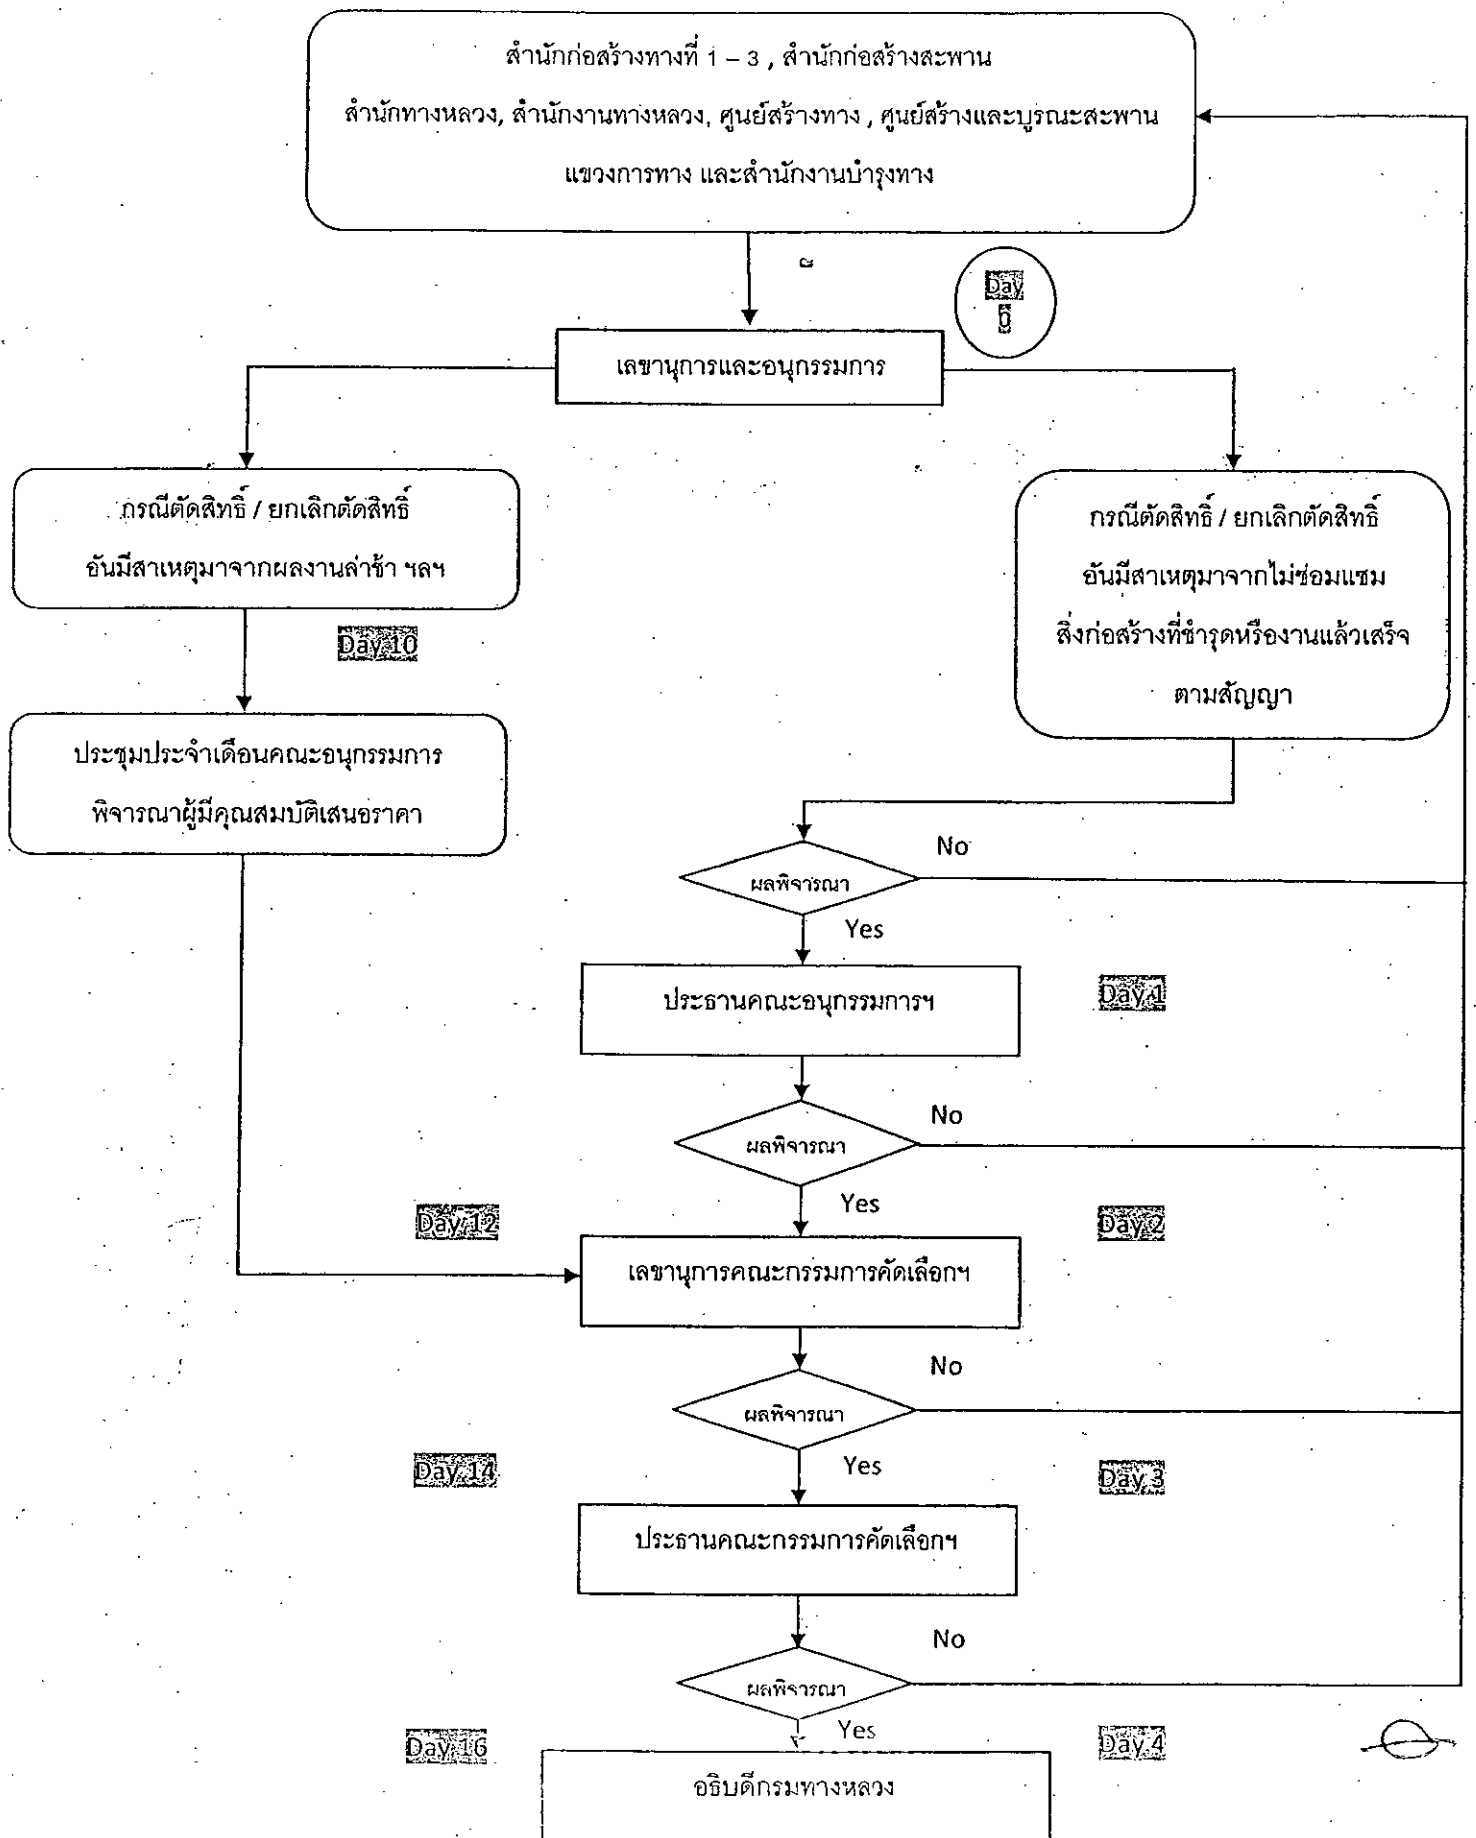 สำนักก่อสร้างทางที่ 1 – 3 , สำนักก่อสร้างสะพาน
สำนักทางหลวง, สำนักงานทางหลวง, ศูนย์สร้างทาง , ศูนย์สร้างและบูรณะสะพาน
แขวงการทาง และสำนักงานบำรุงทาง
Day
0
เลขานุการและอนุกรรมการ
กรณีตัดสิทธิ์ / ยกเลิกตัดสิทธิ์
อันมีสาเหตุมาจากผลงานล่าช้า ฯลฯ
กรณีตัดสิทธิ์ / ยกเลิกตัดสิทธิ์
อันมีสาเหตุมาจากไม่ซ่อมแซม
สิ่งก่อสร้างที่ชำรุดหรืองานแล้วเสร็จ
ตามสัญญา
Day 10
ประชุมประจำเดือนคณะอนุกรรมการ
พิจารณาผู้มีคุณสมบัติเสนอราคา
No
ผลพิจารณา
Yes
ประธานคณะอนุกรรมการฯ
Day 1
No
ผลพิจารณา
Yes
Day 12
Day 2
เลขานุการคณะกรรมการคัดเลือกฯ
No
ผลพิจารณา
Yes
Day 14
Day 3
ประธานคณะกรรมการคัดเลือกฯ
No
ผลพิจารณา
Yes
Day 16
Day 4
อธิบดีกรมทางหลวง